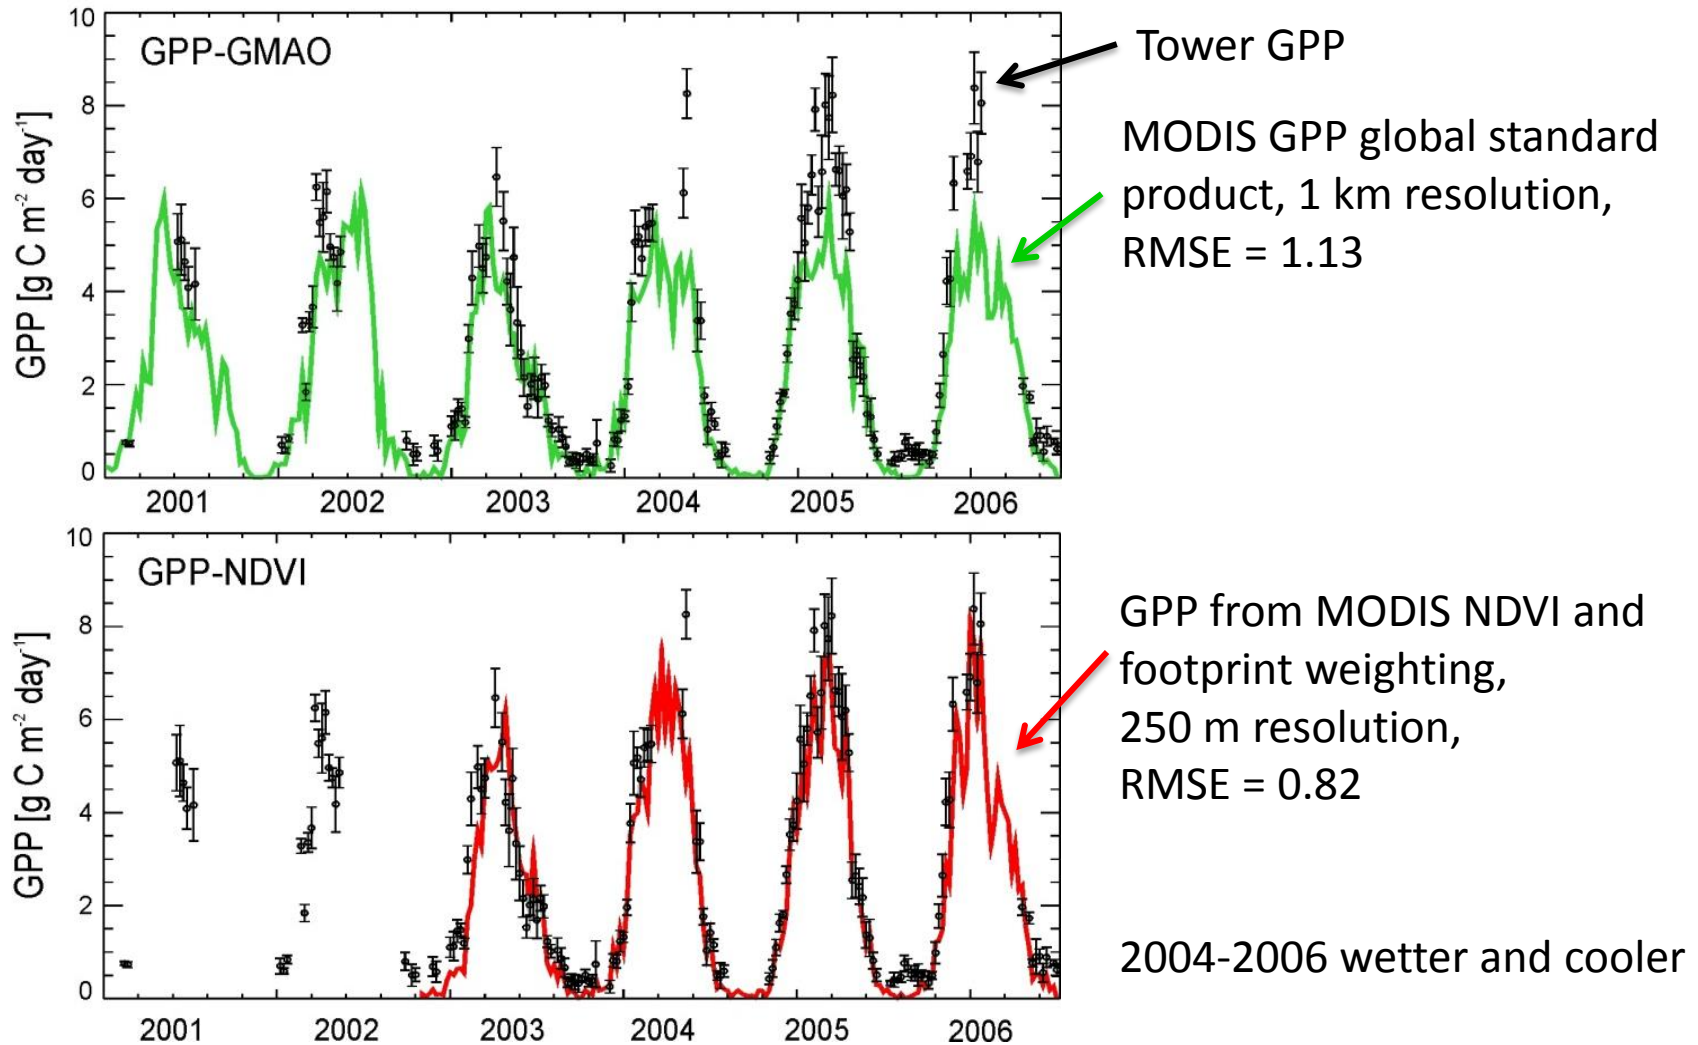 10
8
6
4
2
0
GPP [g C m-2 day-1]
GPP-GMAO
2001 2002 2003 2004 2005 2006
Tower GPP
MODIS GPP global standard
product, 1 km resolution,
RMSE = 1.13
10
8
6
4
2
0
GPP [g C m-2 day-1]
GPP-NDVI
2001 2002 2003 2004 2005 2006
GPP from MODIS NDVI and
footprint weighting,
250 m resolution,
RMSE = 0.82
2004-2006 wetter and cooler